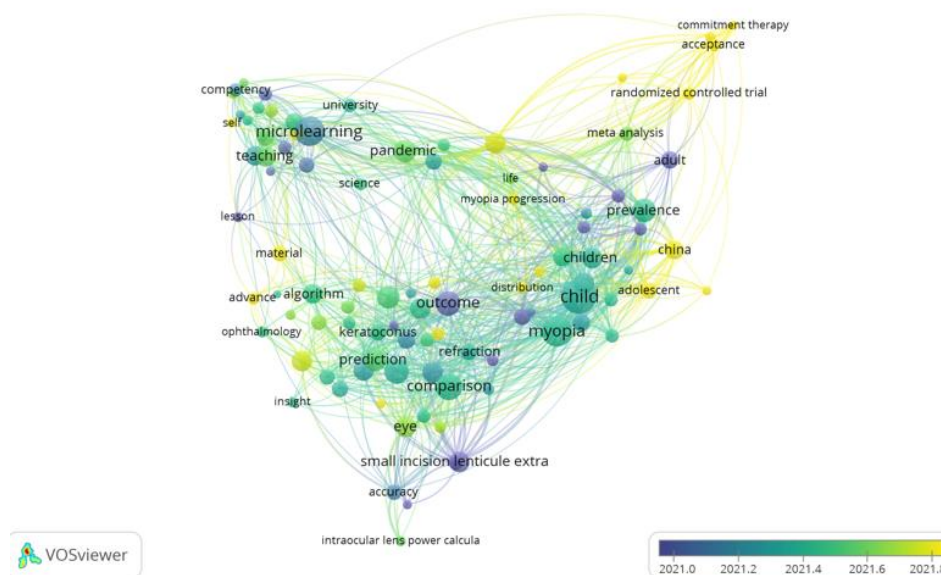 commitment therapy
acceptance
competency
university
randomized controlled trial
self
microlearning
meta analysis
teaching
pandemic
adult
science
life
myopia progression
lesson
prevalence
material
china
children
advance
algorithm
distribution
child
adolescent
outcome
ophthalmology
keratoconus
myopia
prediction
refraction
comparison
insight
eye
small incision lenticule extra
accuracy
intraocular lens power calcula
VOSviewer
2021.0 2021.2 2021.4 2021.6 2021.8